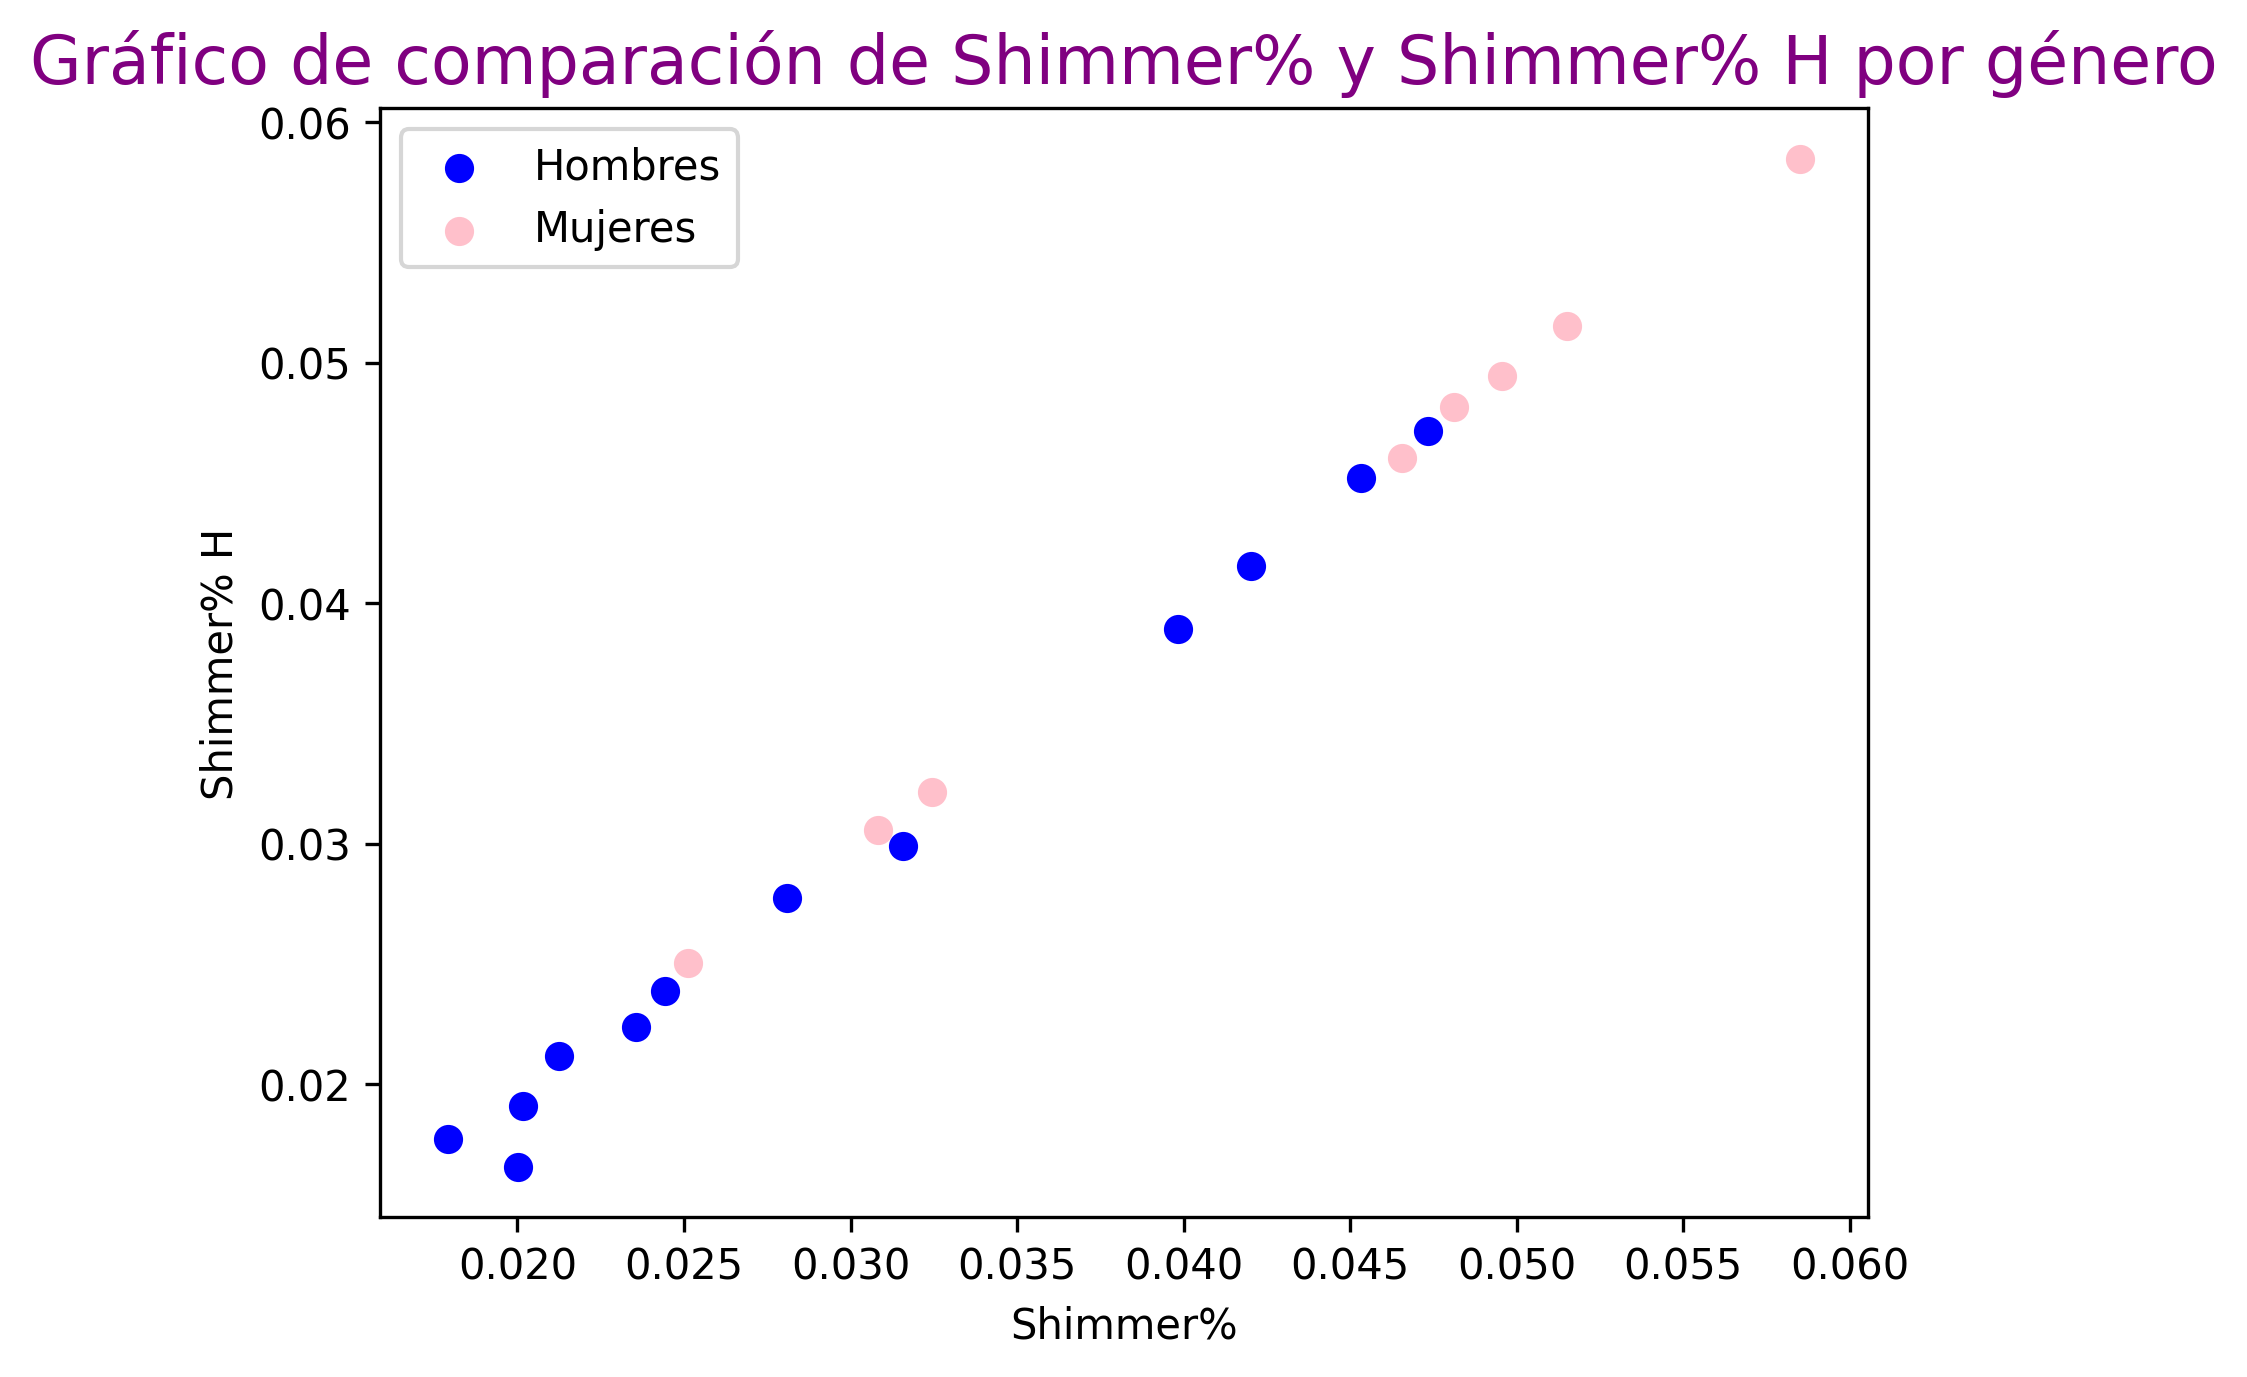 Gráfico de comparación de Shimmer% y Shimmer% H por género
Hombres
Mujeres
0.06
0.05
0.04
0.03
0.02
Shimmer% H
0.020 0.025 0.030 0.035 0.040 0.045 0.050 0.055 0.060
Shimmer%